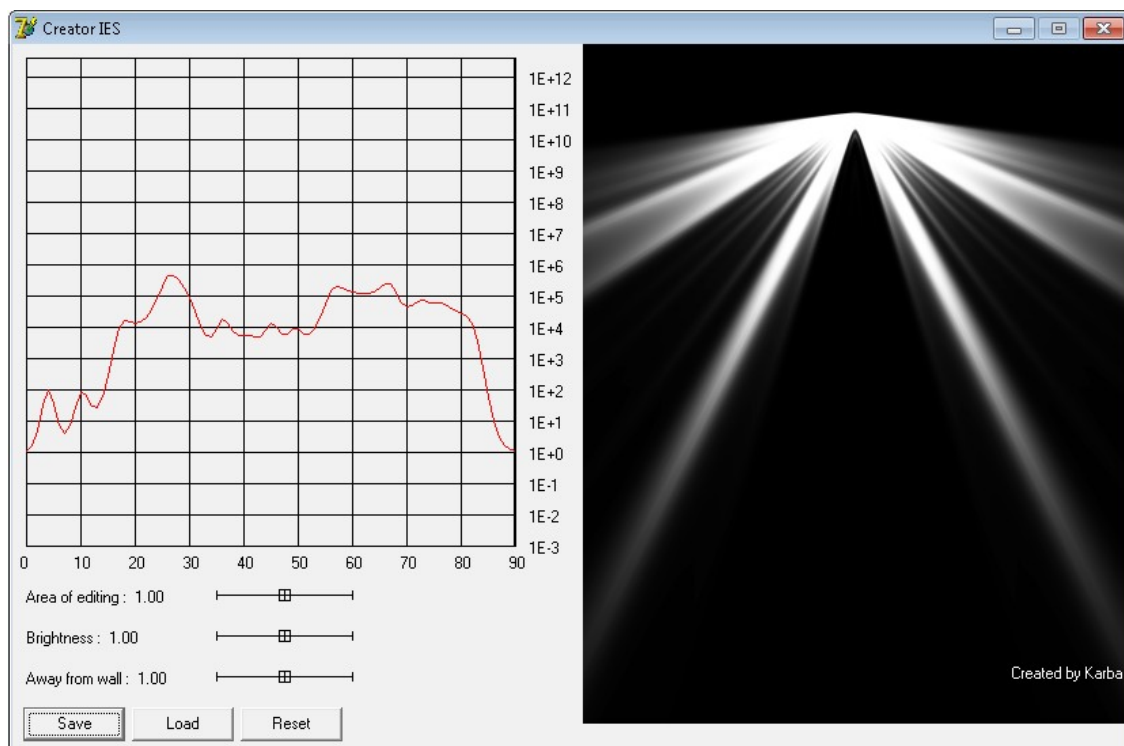 Creator IES
1E+12
1E+11
1E+10
1E+9
1E+8
1E+7
1E+6
1E+5
1E+4
1E+3
1E+2
1E+1
1E+0
1E-1
1E-2
1E-3
0 10 20 30 40 50 60 70 80 90
Area of editing : 1.00
Brightness : 1.00
Away from wall : 1.00
Save Load Reset
Created by Karba